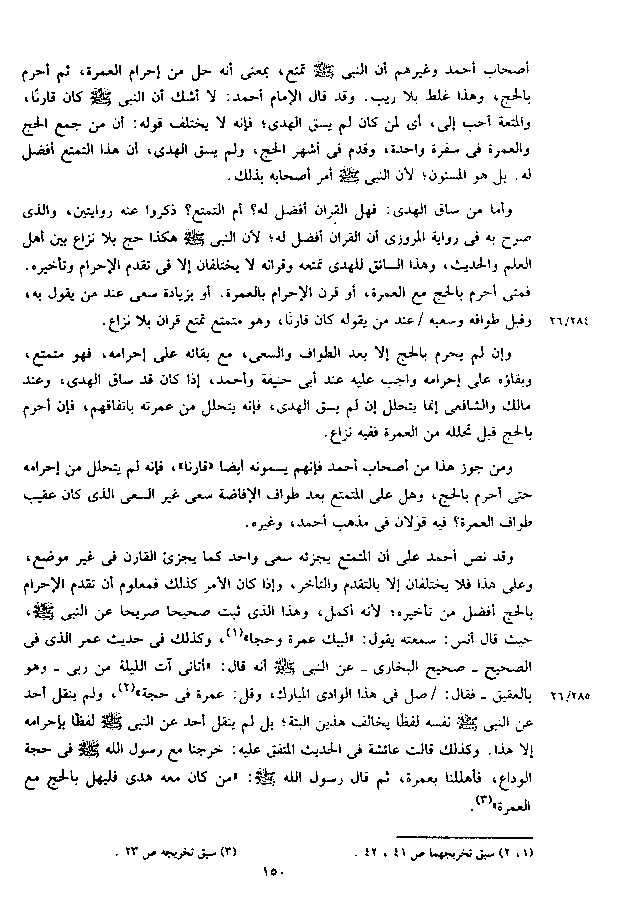 أصحاب أحمد وغيرهم أن النبي ﷺ تمتع، بمعنى أنه حل من إحرام العمرة، ثم أحرم
بالحج، وهذا غلط بلا ريب. وقد قال الإمام أحمد: لا أشك أن النبي ﷺ كان قارنًا،
والمتعة أحب إلى، أى لمن كان لم يسق الهدى؛ فإنه لا يختلف قوله: أن من جمع الحج
والعمرة فى سفرة واحدة، وقدم فى أشهر الحج، ولم يسق الهدى، أن هذا التمتع أفضل
له. بل هو المسنون؛ لأن النبي ﷺ أمر أصحابه بذلك.
وأما من ساق الهدى: فهل القران أفضل له؟ أم التمتع؟ ذكروا عنه روايتين، والذى
صرح به فى رواية المروزى أن القران أفضل له؛ لأن النبي ﷺ هكذا حج بلا نزاع بين أهل
العلم والحديث، وهذا السائق للهدى تمتعه وقرانه لا يختلفان إلا فى تقدم الإحرام وتأخيره.
فمتى أحرم بالحج مع العمرة، أو قرن الإحرام بالعمرة. أو بزيادة سعى عند من يقول به،
وقبل طوافه وسعيه / عند من يقوله كان قارنًا، وهو متمتع تمتع قران بلا نزاع. ٢٦/٢٨٤
وإن لم يحرم بالحج إلا بعد الطواف والسعى، مع بقائه على إحرامه، فهو متمتع،
وبقاؤه على إحرامه واجب عليه عند أبى حنيفة وأحمد، إذا كان قد ساق الهدى، وعند
مالك والشافعى إنما يتحلل إن لم يسق الهدى، فإنه يتحلل من عمرته باتفاقهم، فإن أحرم
بالحج قبل تحلله من العمرة ففيه نزاع.
ومن جوز هذا من أصحاب أحمد فإنهم يسمونه أيضا «قارنا»، فإنه لم يتحلل من إحرامه
حتى أحرم بالحج، وهل على المتمتع بعد طواف الإفاضة سعى غير السعى الذى كان عقيب
طواف العمرة؟ فيه قولان فى مذهب أحمد، وغيره.
وقد نص أحمد على أن المتمتع يجزئه سعى واحد كما يجزئ القارن فى غير موضع،
وعلى هذا فلا يختلفان إلا بالتقدم والتأخر، وإذا كان الأمر كذلك فمعلوم أن تقدم الإحرام
بالحج أفضل من تأخيره؛ لأنه أكمل، وهذا الذى ثبت صحيحا صريحا عن النبي ﷺ،
حيث قال أنس: سمعته يقول: «لبيك عمرة وحجا»(١)، وكذلك فى حديث عمر الذى فى
الصحيح ـ صحيح البخارى ـ عن النبي ﷺ أنه قال: «أتانى آت الليلة من ربى ـ وهو
بالعقيق ـ فقال: / صل فى هذا الوادى المبارك، وقل: عمرة فى حجة»(٢)، ولم ينقل أحد ٢٦/٢٨٥
عن النبي ﷺ نفسه لفظًا يخالف هذين البتة؛ بل لم ينقل أحد عن النبي ﷺ لفظًا بإحرامه
إلا هذا. وكذلك قالت عائشة فى الحديث المتفق عليه: خرجنا مع رسول الله ﷺ فى حجة
الوداع، فأهللنا بعمرة، ثم قال رسول الله ﷺ: «من كان معه هدى فليهل بالحج مع
العمرة»(٣).
(١ ، ٢) سبق تخريجهما ص ٤١ ، ٤٢ . (٣) سبق تخريجه ص ٢٣ .
١٥٠